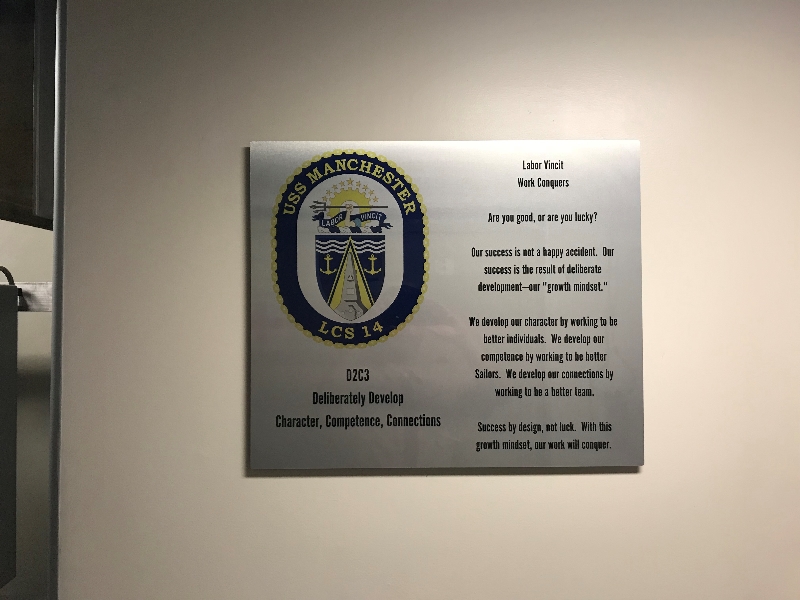 USS MANCHESTER
LABOR VINCIT
LCS 14
D2C3
Deliberately Develop
Character, Competence, Connections
Labor Vincit
Work Conquers
Are you good, or are you lucky?
Our success is not a happy accident. Our
success is the result of deliberate
development—our "growth mindset."
We develop our character by working to be
better individuals. We develop our
competence by working to be better
Sailors. We develop our connections by
working to be a better team.
Success by design, not luck. With this
growth mindset, our work will conquer.